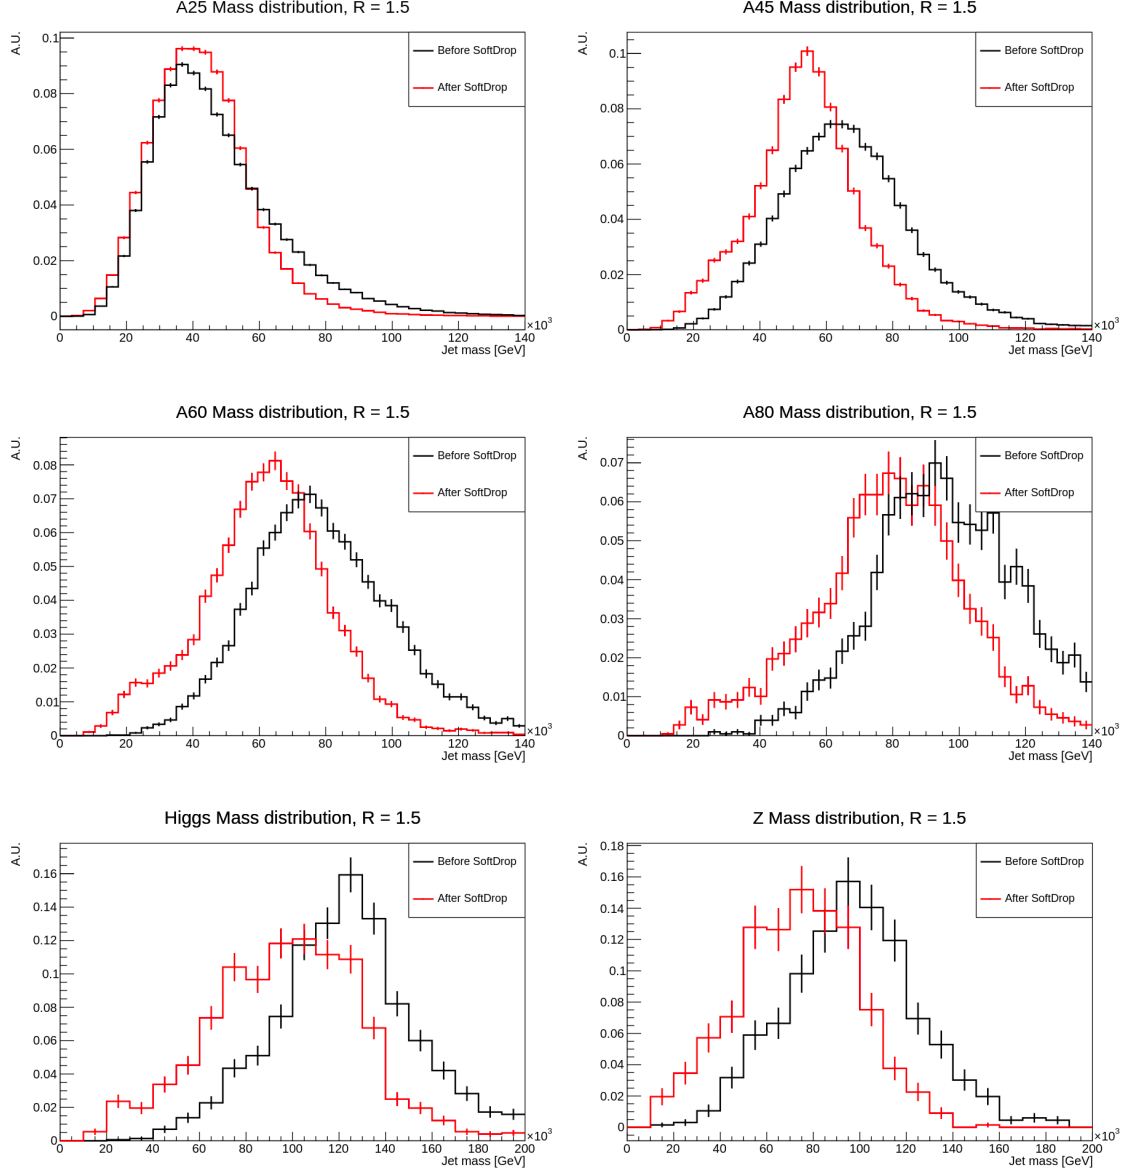 A25 Mass distribution, R = 1.5
A.U.
Before SoftDrop
After SoftDrop
0.1
0.08
0.06
0.04
0.02
0
0 20 40 60 80 100 120 140
×10³
Jet mass [GeV]
A45 Mass distribution, R = 1.5
A.U.
Before SoftDrop
After SoftDrop
0.1
0.08
0.06
0.04
0.02
0
0 20 40 60 80 100 120 140
×10³
Jet mass [GeV]
A60 Mass distribution, R = 1.5
A.U.
Before SoftDrop
After SoftDrop
0.08
0.07
0.06
0.05
0.04
0.03
0.02
0.01
0
0 20 40 60 80 100 120 140
×10³
Jet mass [GeV]
A80 Mass distribution, R = 1.5
A.U.
Before SoftDrop
After SoftDrop
0.07
0.06
0.05
0.04
0.03
0.02
0.01
0
0 20 40 60 80 100 120 140
×10³
Jet mass [GeV]
Higgs Mass distribution, R = 1.5
A.U.
Before SoftDrop
After SoftDrop
0.16
0.14
0.12
0.1
0.08
0.06
0.04
0.02
0
0 20 40 60 80 100 120 140 160 180 200
×10³
Jet mass [GeV]
Z Mass distribution, R = 1.5
A.U.
Before SoftDrop
After SoftDrop
0.18
0.16
0.14
0.12
0.1
0.08
0.06
0.04
0.02
0
0 20 40 60 80 100 120 140 160 180 200
×10³
Jet mass [GeV]